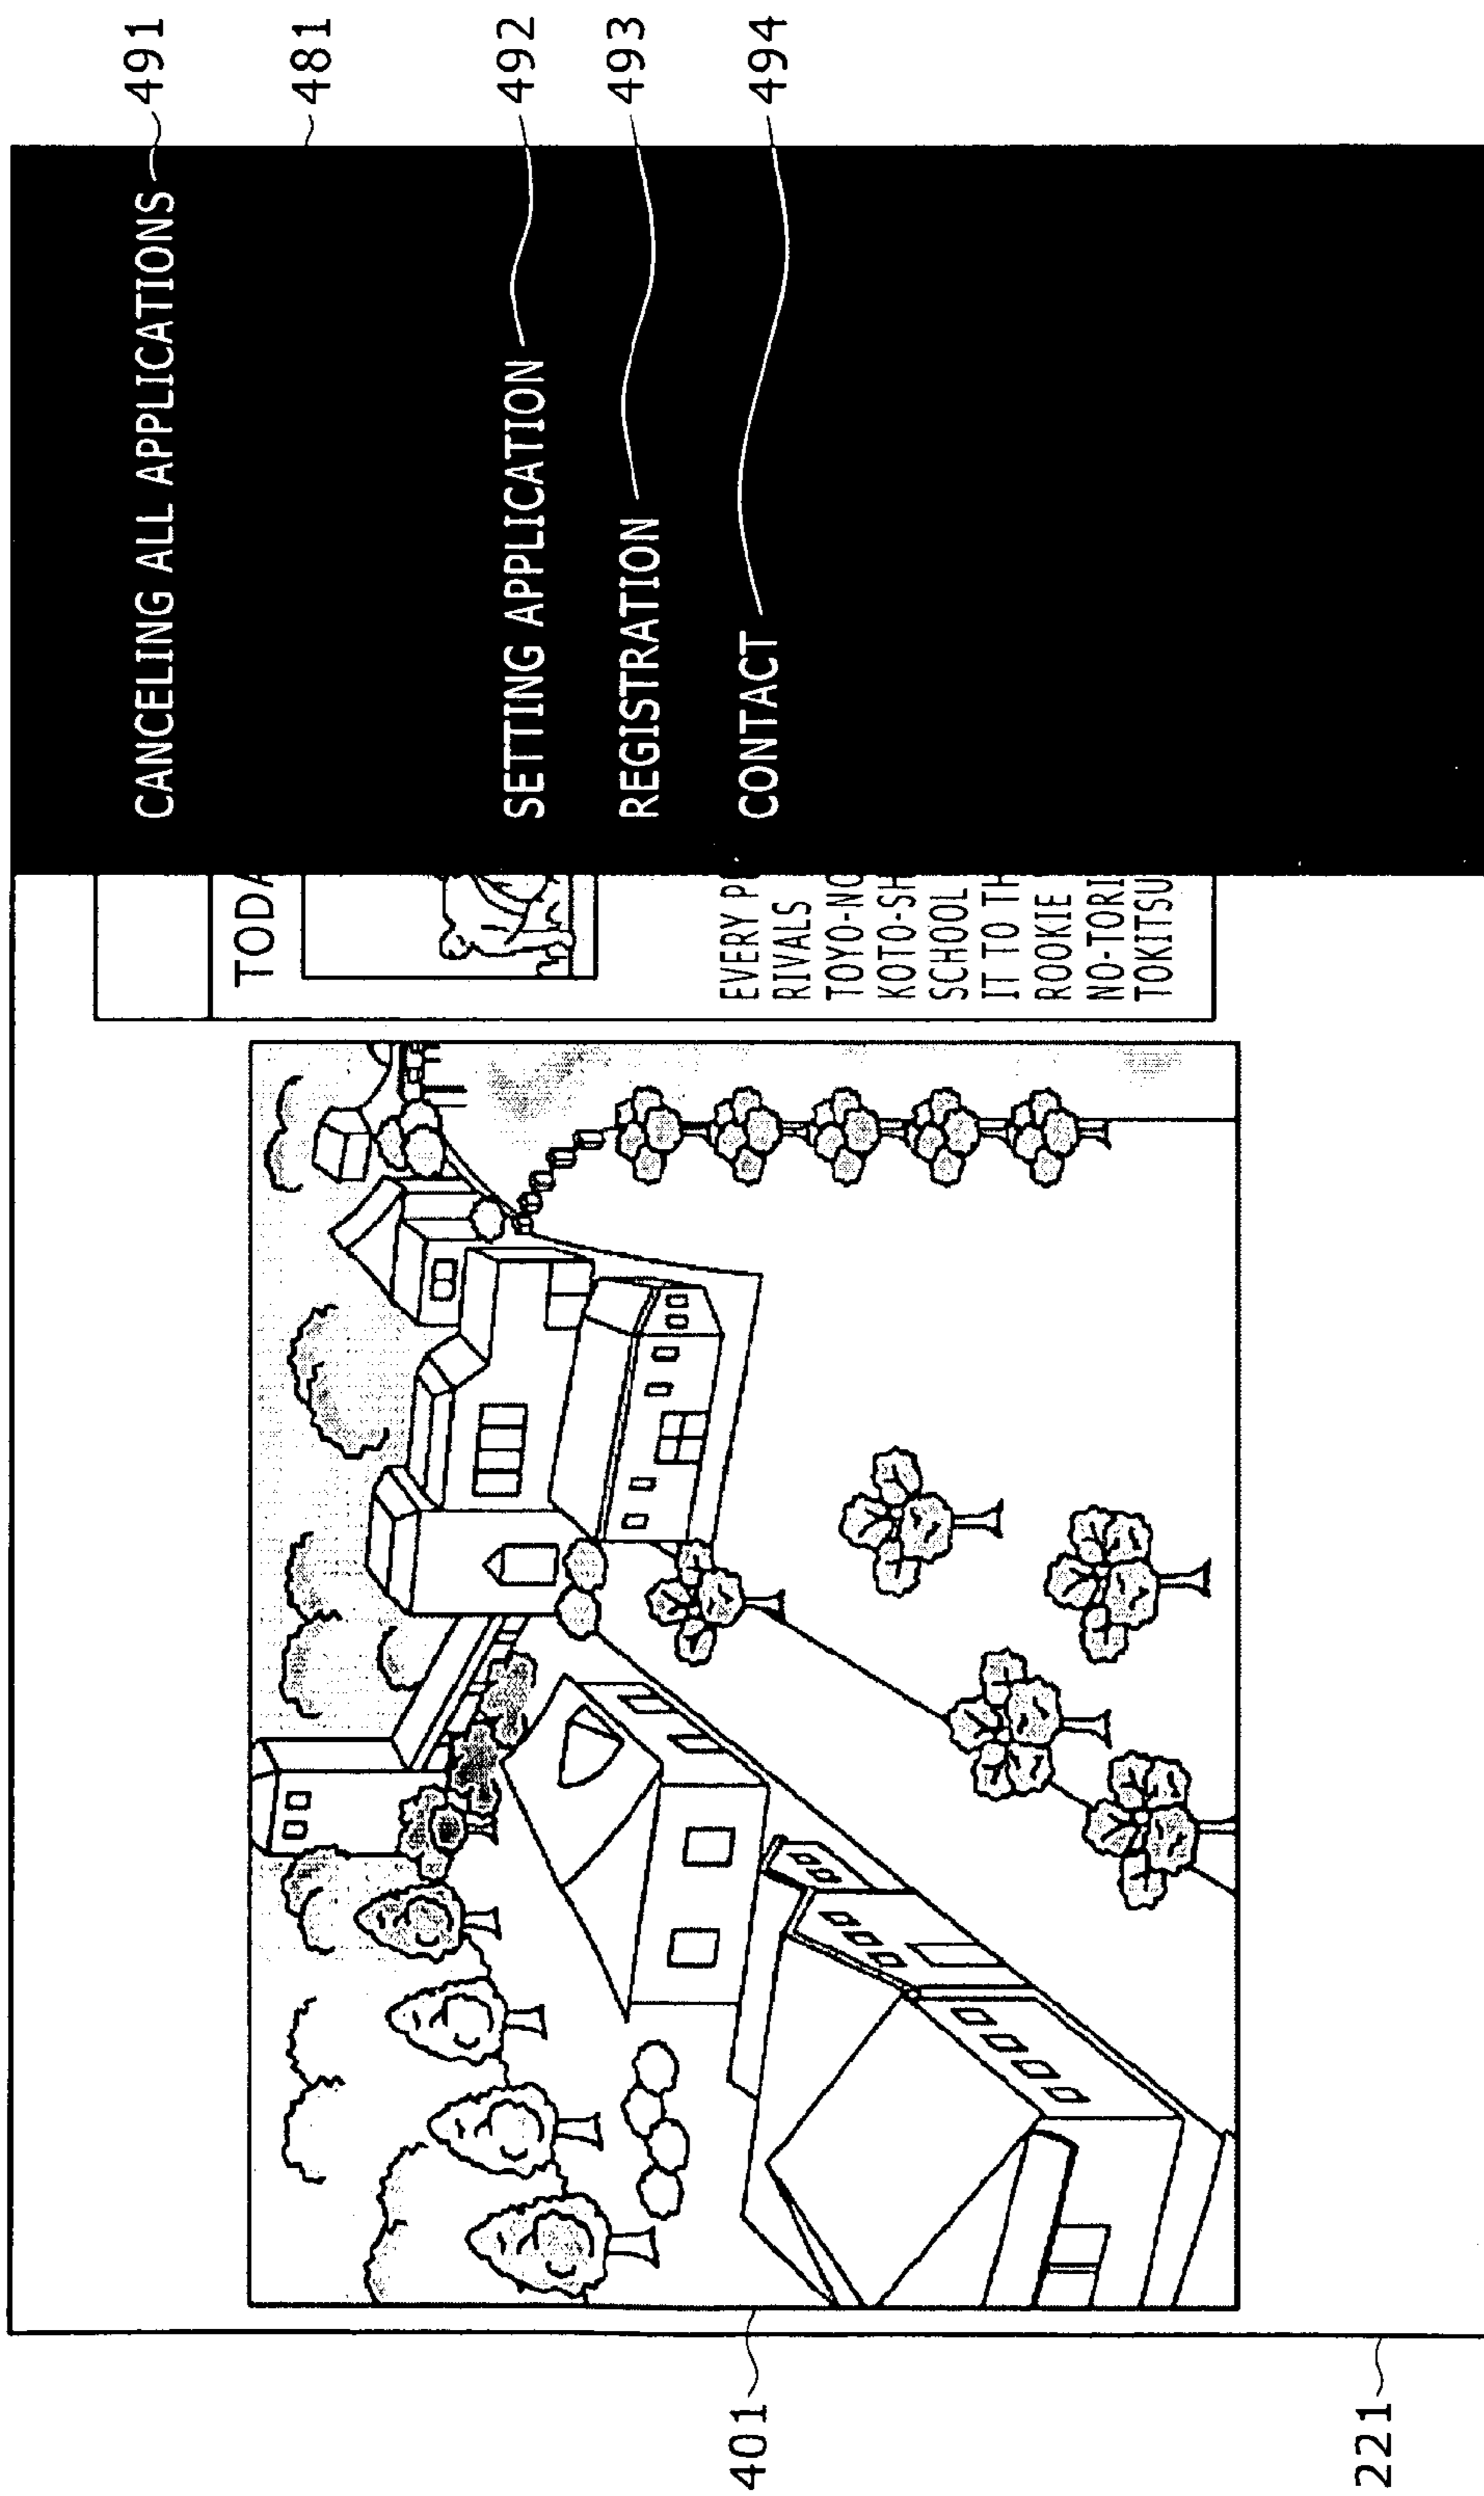 491
CANCELING ALL APPLICATIONS
481
492
SETTING APPLICATION
493
REGISTRATION
494
CONTACT
TODA
EVERY P
RIVALS
TOYO-NO
KOTO-SH
SCHOOL
IT TO TH
ROOKIE
NO-TORI
TOKITSU
401
221